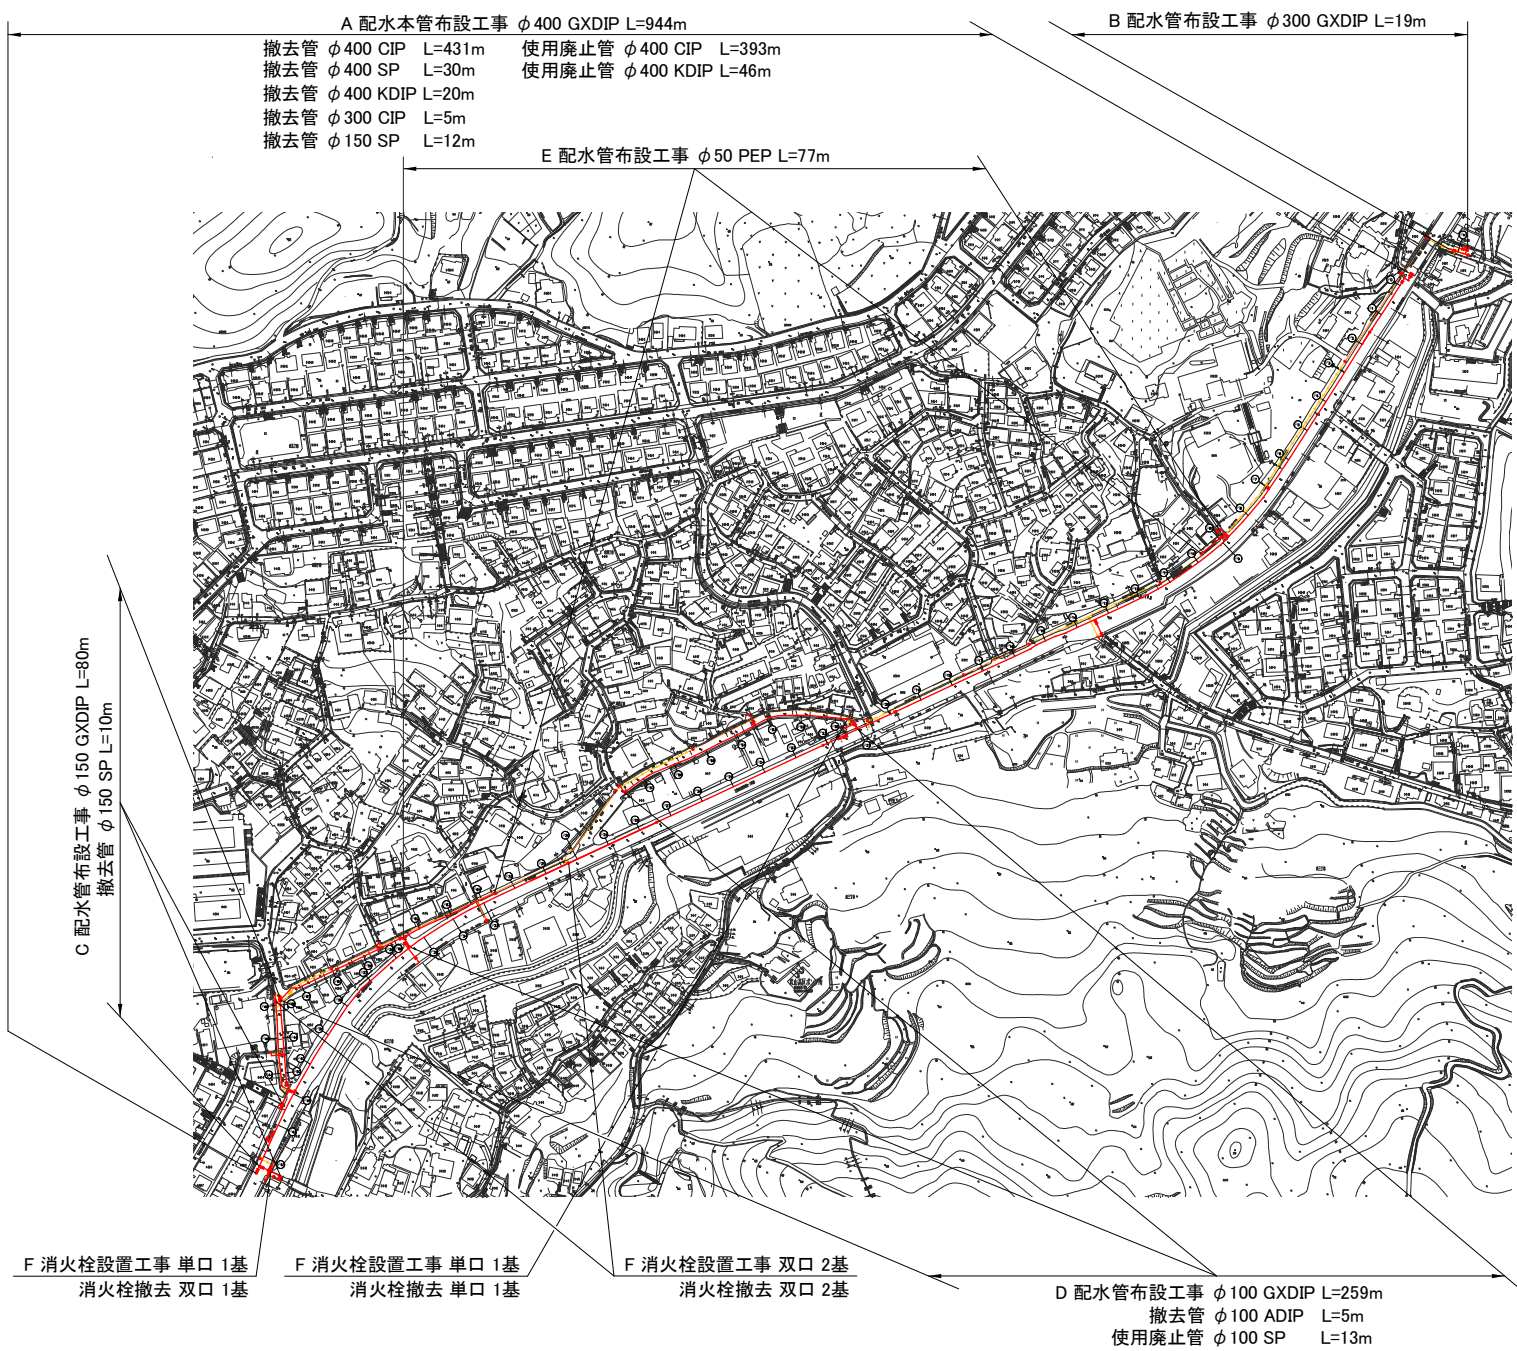 A 配水本管布設工事 φ400 GXDIP L=944m
撤去管 φ400 CIP L=431m 使用廃止管 φ400 CIP L=393m
撤去管 φ400 SP L=30m 使用廃止管 φ400 KDIP L=46m
撤去管 φ400 KDIP L=20m
撤去管 φ300 CIP L=5m
撤去管 φ150 SP L=12m
B 配水管布設工事 φ300 GXDIP L=19m
E 配水管布設工事 φ50 PEP L=77m
C 配水管布設工事 φ150 GXDIP L=80m
撤去管 φ150 SP L=10m
F 消火栓設置工事 単口 1基
消火栓撤去 双口 1基
F 消火栓設置工事 単口 1基
消火栓撤去 単口 1基
F 消火栓設置工事 双口 2基
消火栓撤去 双口 2基
D 配水管布設工事 φ100 GXDIP L=259m
撤去管 φ100 ADIP L=5m
使用廃止管 φ100 SP L=13m